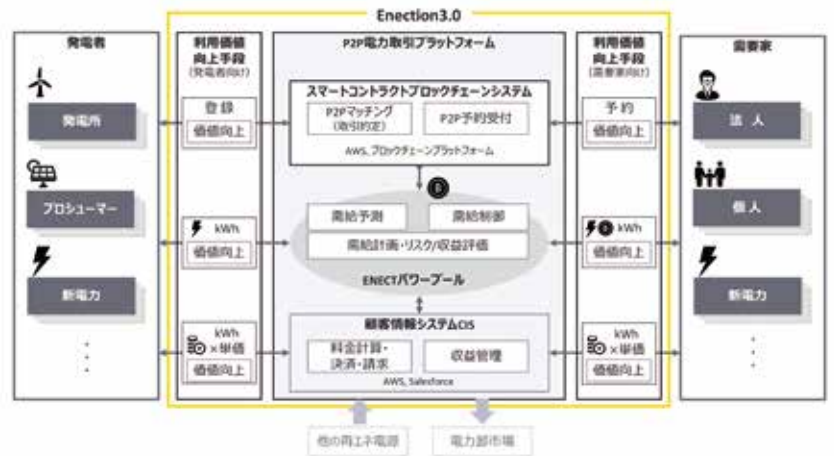 Enection3.0
発電者
発電所
プロシューマー
新電力
利用価値
向上手段
(発電者向け)
登録
価値向上
kWh
価値向上
kWh
×単価
価値向上
P2P電力取引プラットフォーム
スマートコントラクトブロックチェーンシステム
P2Pマッチング
(取引約定)
P2P予約受付
AWS, ブロックチェーンプラットフォーム
需給予測
需給制御
需給計画・リスク/収益評価
ENECTパワープール
顧客情報システムCIS
料金計算・
決済・請求
収益管理
AWS, Salesforce
利用価値
向上手段
(需要家向け)
予約
価値向上
kWh
価値向上
kWh
×単価
価値向上
需要家
法人
個人
新電力
他の再エネ電源
電力卸市場